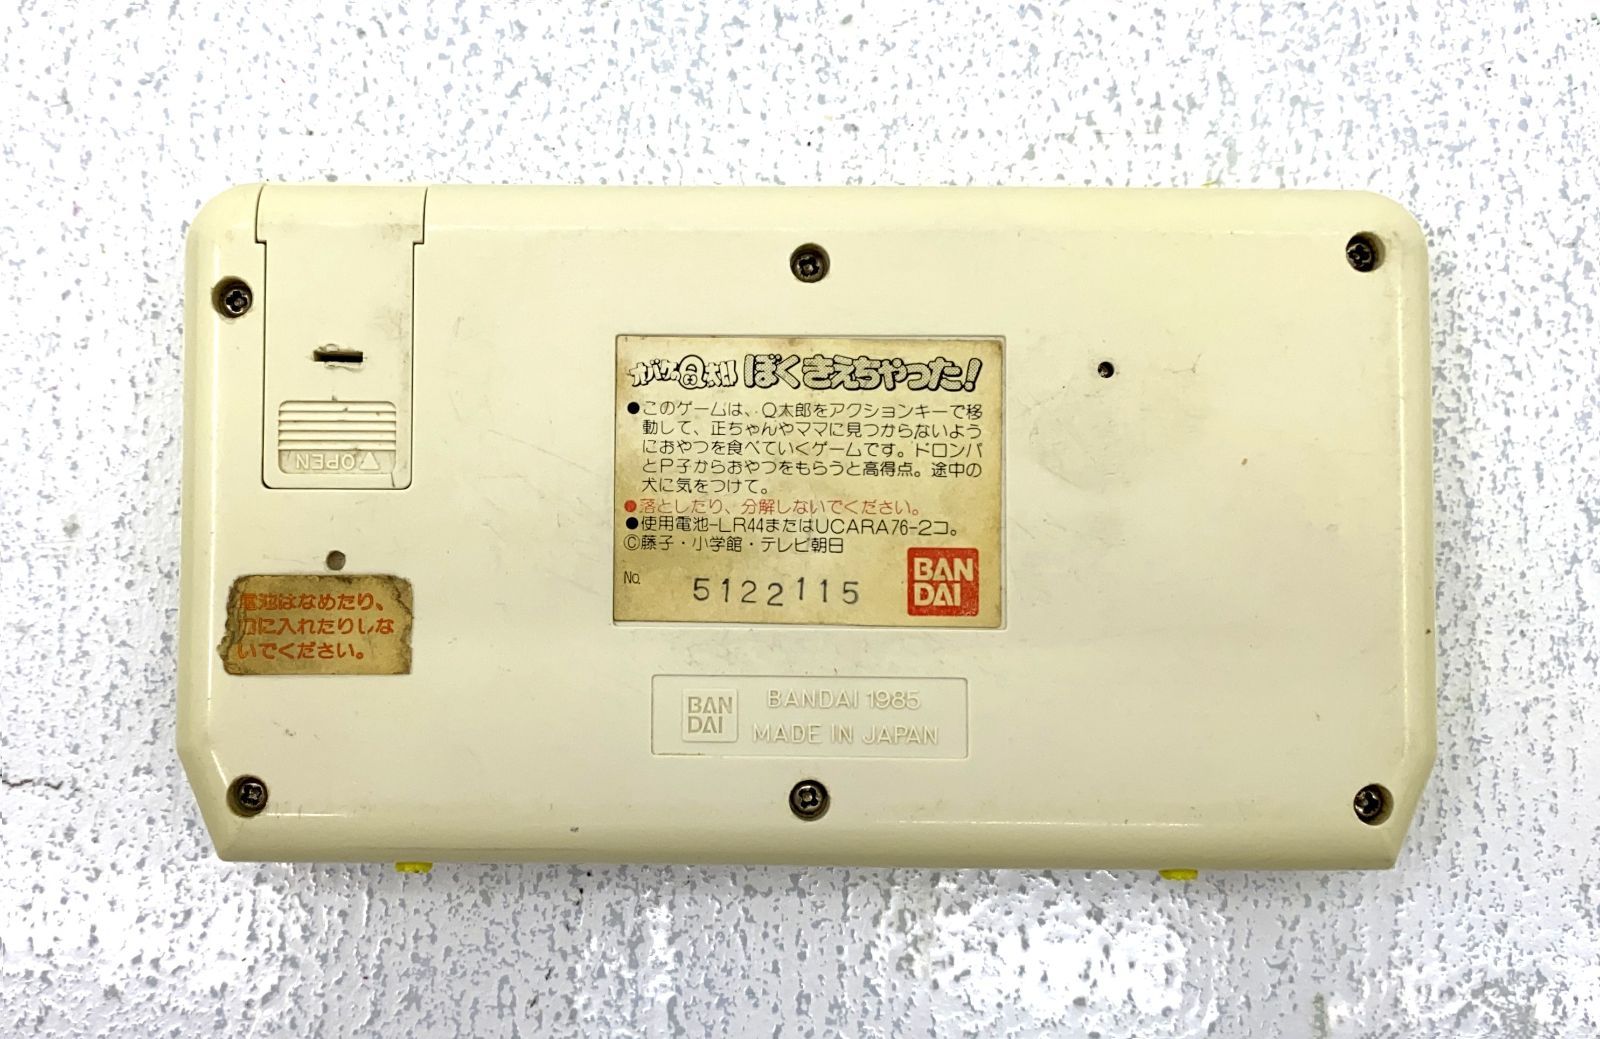 オバケのQ太郎 ぼくきえちゃった!
●このゲームは、Q太郎をアクションキーで移
動して、正ちゃんやママに見つからないよう
におやつを食べていくゲームです。ドロンパ
とP子からおやつをもらうと高得点。途中の
犬に気をつけて。
●落としたり、分解しないでください。
●使用電池-LR44またはUCARA76-2コ。
©藤子・小学館・テレビ朝日
No. 5122115
BAN
DAI
OPEN
電池はなめたり、
口に入れたりしな
いでください。
BAN
DAI
BANDAI 1985
MADE IN JAPAN